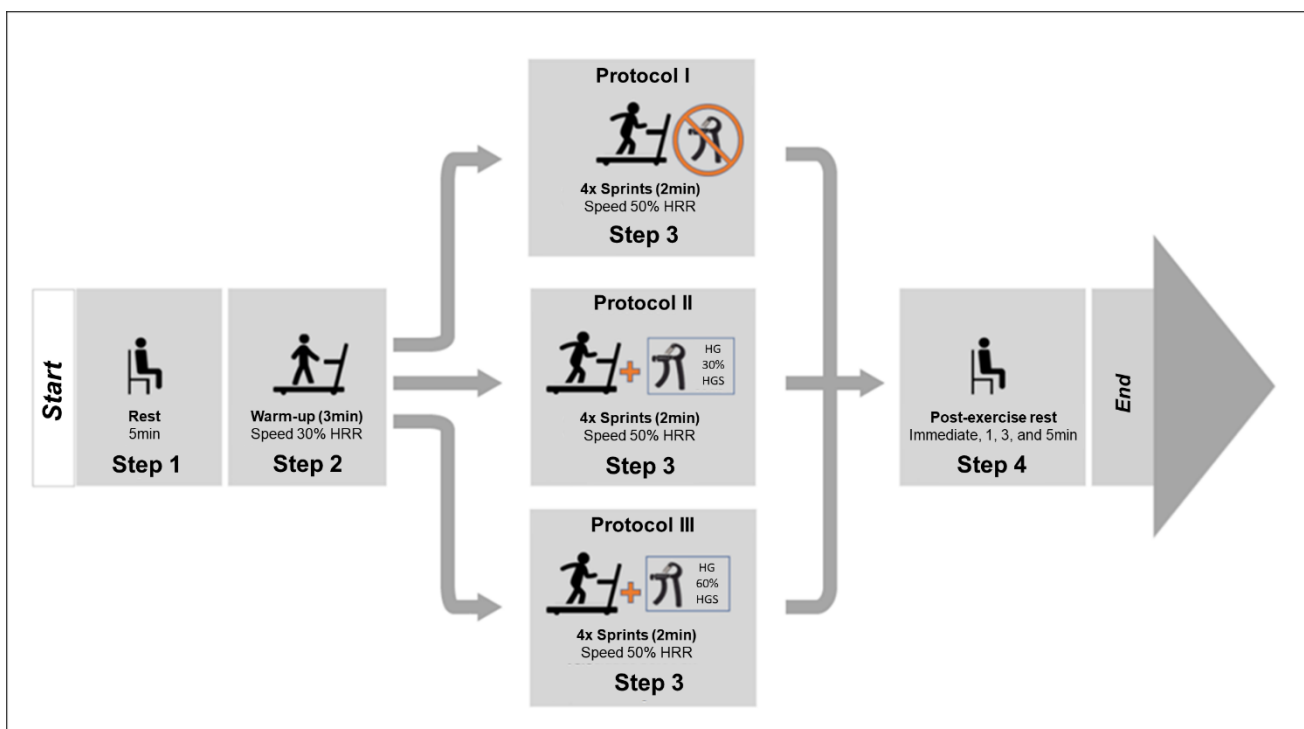 Start
Rest
5min
Step 1
Warm-up (3min)
Speed 30% HRR
Step 2
Protocol I
4x Sprints (2min)
Speed 50% HRR
Step 3
Protocol II
HG
30%
HGS
4x Sprints (2min)
Speed 50% HRR
Step 3
Protocol III
HG
60%
HGS
4x Sprints (2min)
Speed 50% HRR
Step 3
Post-exercise rest
Immediate, 1, 3, and 5min
Step 4
End